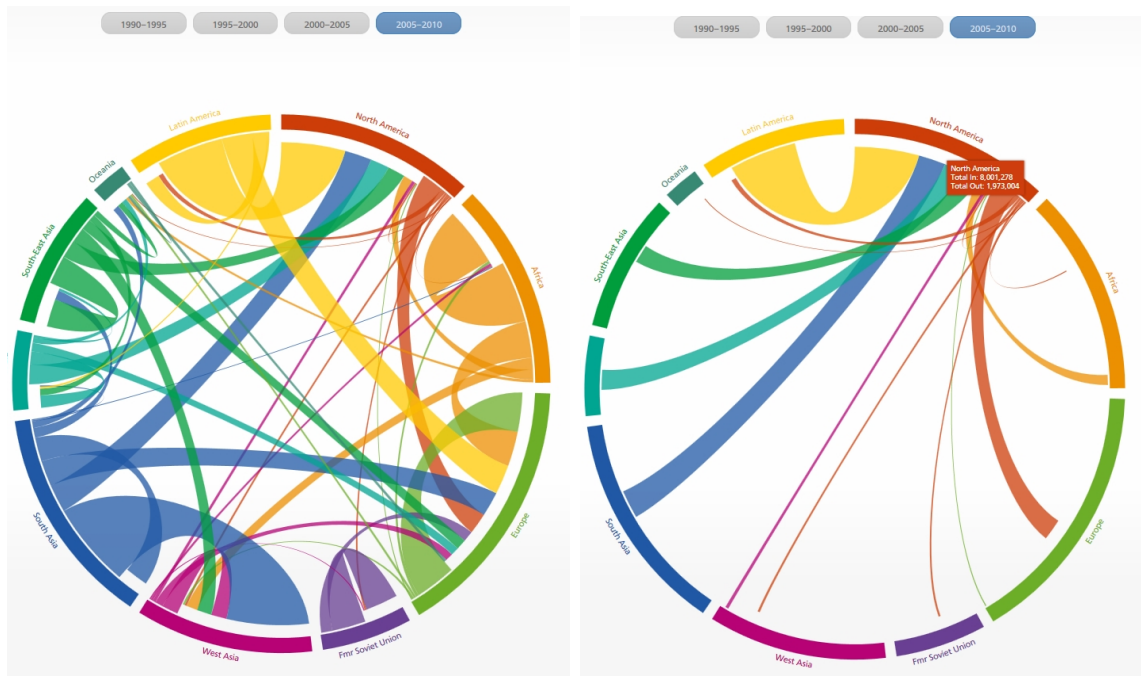 1990–1995
1995–2000
2000–2005
2005–2010
Latin America
North America
Oceania
Africa
South-East Asia
South Asia
Europe
West Asia
Fmr Soviet Union
1990–1995
1995–2000
2000–2005
2005–2010
Latin America
North America
North America
Total In: 8,001,278
Total Out: 1,973,004
Oceania
Africa
South-East Asia
South Asia
Europe
West Asia
Fmr Soviet Union